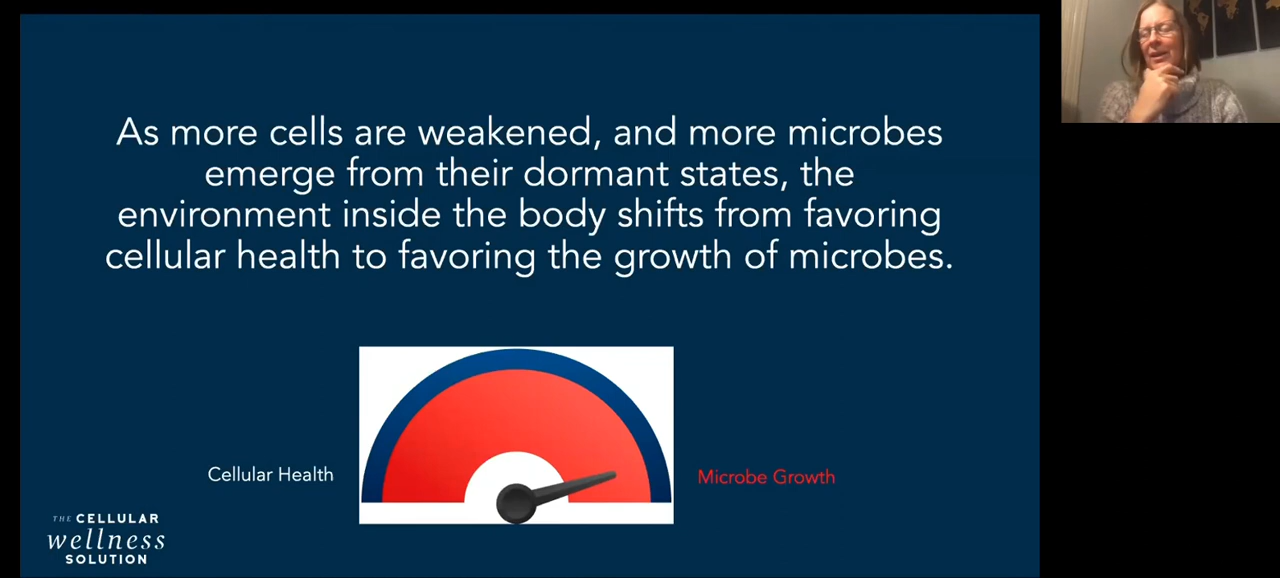 As more cells are weakened, and more microbes
emerge from their dormant states, the
environment inside the body shifts from favoring
cellular health to favoring the growth of microbes.
Cellular Health
Microbe Growth
THE CELLULAR
wellness
SOLUTION